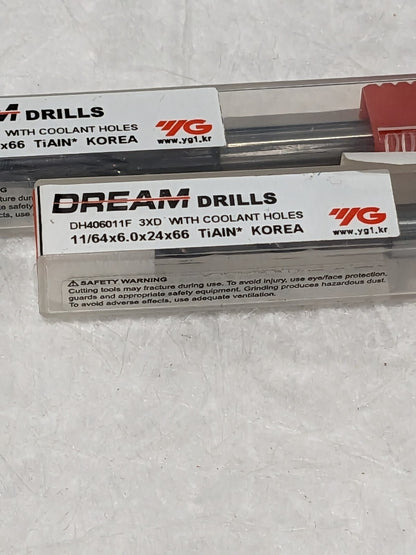 M DRILLS
WITH COOLANT HOLES
x66 TiAlN* KOREA
YG
www.yg1.kr
DREAM DRILLS
DH406011F 3XD WITH COOLANT HOLES
11/64x6.0x24x66 TiAlN* KOREA
YG
www.yg1.kr
⚠ SAFETY WARNING
Cutting tools may fracture during use. To avoid injury, use eye/face protection,
guards and appropriate safety equipment. Grinding produces hazardous dust.
To avoid adverse effects, use adequate ventilation.